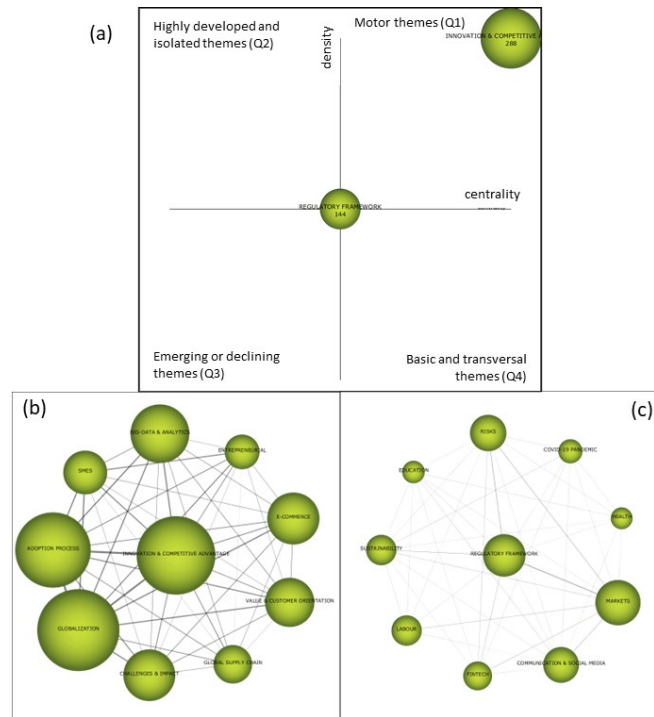 (a)
Highly developed and
isolated themes (Q2)
Motor themes (Q1)
density
INNOVATION & COMPETITIVE A
288
centrality
REGULATORY FRAMEWORK
144
Emerging or declining
themes (Q3)
Basic and transversal
themes (Q4)
(b)
BIG-DATA & ANALYTICS
ENTREPRENEURIAL
SMES
E-COMMERCE
ADOPTION PROCESS
INNOVATION & COMPETITIVE ADVANTAGE
VALUE & CUSTOMER ORIENTATION
GLOBALIZATION
GLOBAL SUPPLY CHAIN
CHALLENGES & IMPACT
(c)
RISKS
COVID-19 PANDEMIC
EDUCATION
HEALTH
SUSTAINABILITY
REGULATORY FRAMEWORK
MARKETS
LABOUR
COMMUNICATION & SOCIAL MEDIA
FINTECH